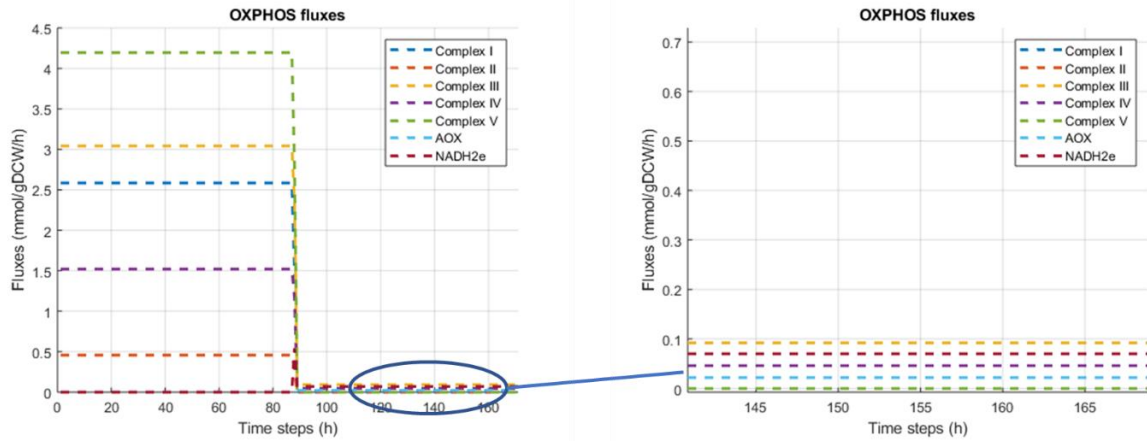 OXPHOS fluxes
4.5
4
3.5
3
2.5
2
1.5
1
0.5
0
Fluxes (mmol/gDCW/h)
Complex I
Complex II
Complex III
Complex IV
Complex V
AOX
NADH2e
0 20 40 60 80 100 120 140 160
Time steps (h)
OXPHOS fluxes
0.7
0.6
0.5
0.4
0.3
0.2
0.1
0
Fluxes (mmol/gDCW/h)
Complex I
Complex II
Complex III
Complex IV
Complex V
AOX
NADH2e
145 150 155 160 165
Time steps (h)